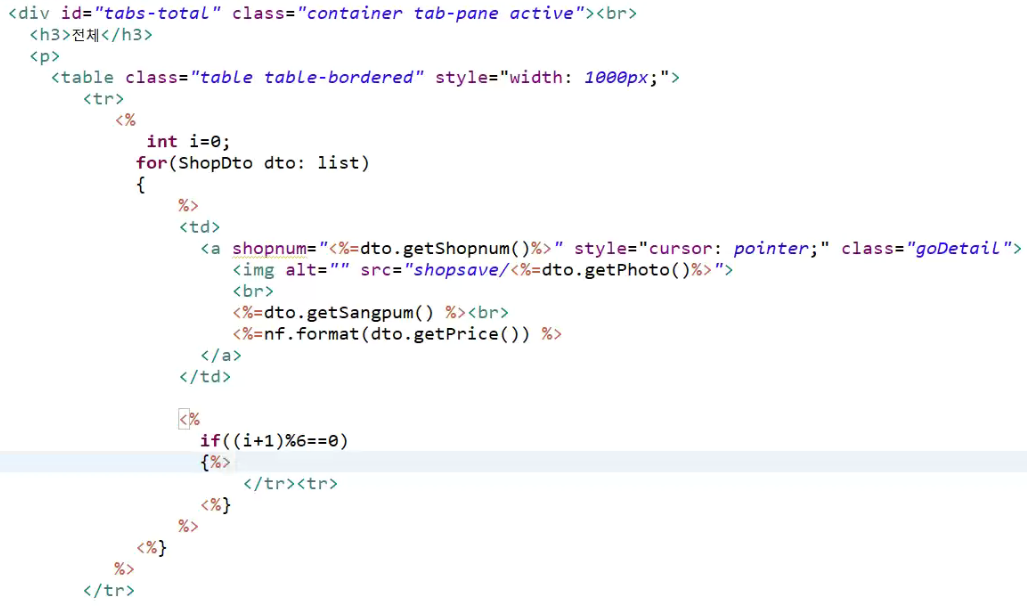 <div id="tabs-total" class="container tab-pane active"><br>
<h3>전체</h3>
<p>
<table class="table table-bordered" style="width: 1000px;">
<tr>
<%
int i=0;
for(ShopDto dto: list)
{
%>
<td>
<a shopnum="<%=dto.getShopnum()%>" style="cursor: pointer;" class="goDetail">
<img alt="" src="shopsave/<%=dto.getPhoto()%>">
<br>
<%=dto.getSangpum() %><br>
<%=nf.format(dto.getPrice()) %>
</a>
</td>
<%
if((i+1)%6==0)
{%>
</tr><tr>
<%}
%>
<%}
%>
</tr>